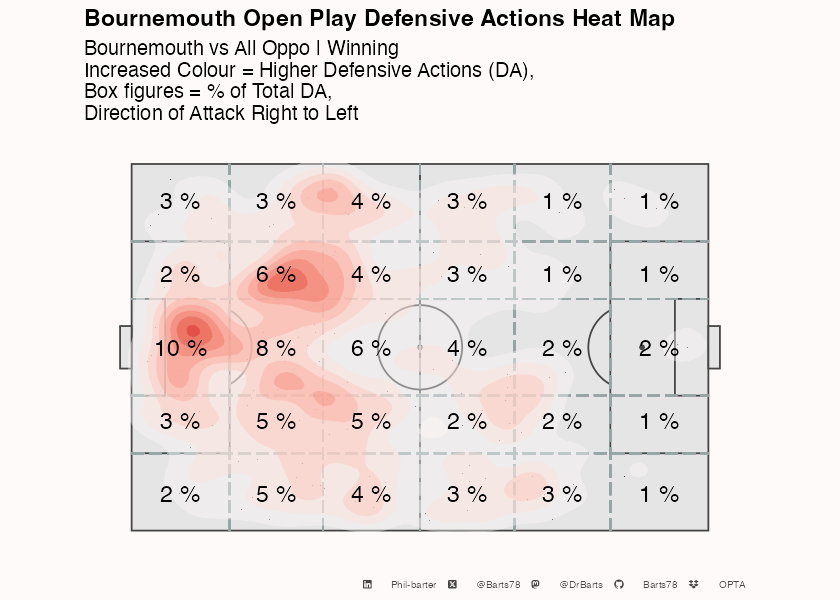 Bournemouth Open Play Defensive Actions Heat Map
Bournemouth vs All Oppo | Winning
Increased Colour = Higher Defensive Actions (DA),
Box figures = % of Total DA,
Direction of Attack Right to Left
3 % 3 % 4 % 3 % 1 % 1 %
2 % 6 % 4 % 3 % 1 % 1 %
10 % 8 % 6 % 4 % 2 % 2 %
3 % 5 % 5 % 2 % 2 % 1 %
2 % 5 % 4 % 3 % 3 % 1 %
Phil-barter @Barts78 @DrBarts Barts78 OPTA